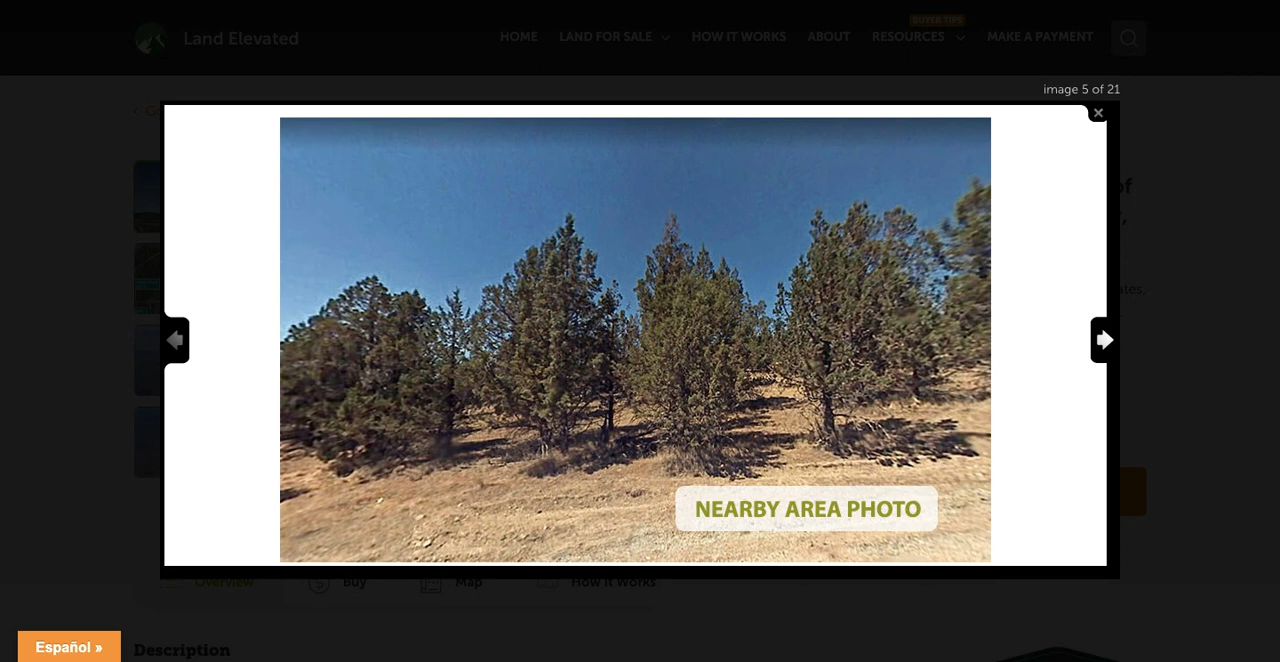 Land Elevated
HOME
LAND FOR SALE
HOW IT WORKS
ABOUT
BUYER TIPS
RESOURCES
MAKE A PAYMENT
image 5 of 21
of
NEARBY AREA PHOTO
Overview
Buy
Map
How it Works
Español »
Description